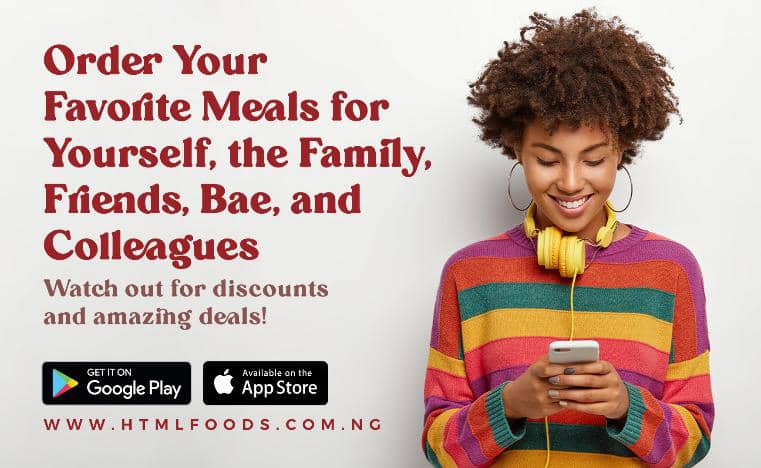 Order Your
Favorite Meals for
Yourself, the Family,
Friends, Bae, and
Colleagues
Watch out for discounts
and amazing deals!
GET IT ON
Google Play
Available on the
App Store
WWW.HTMLFOODS.COM.NG